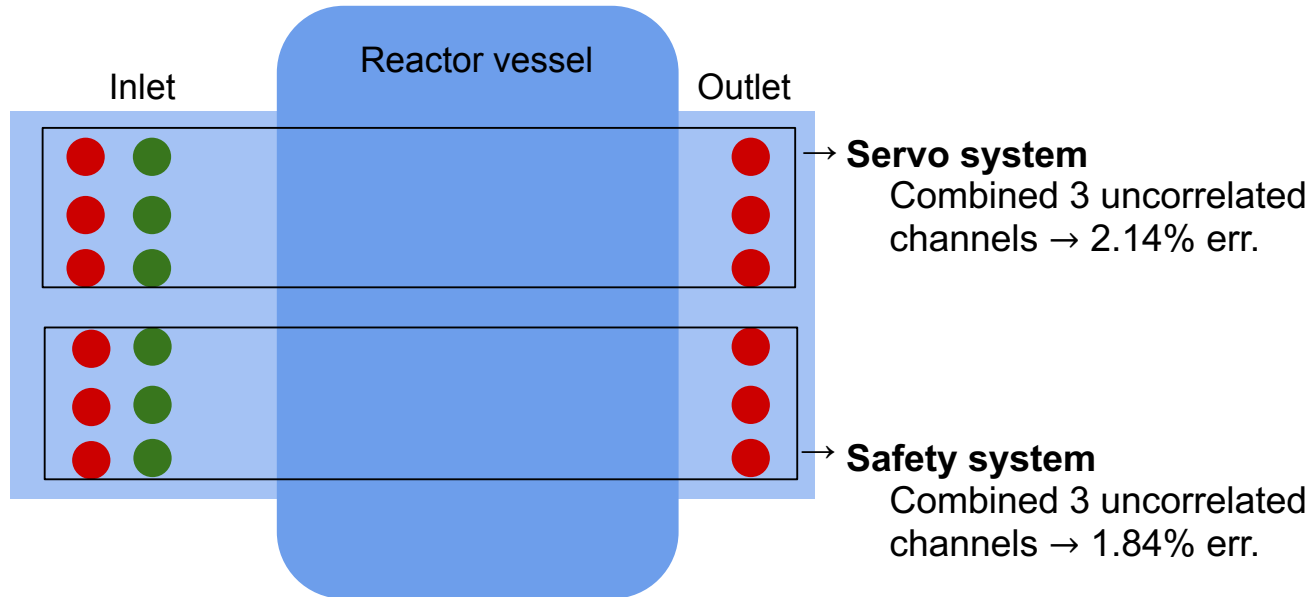 Reactor vessel
Inlet
Outlet
→ Servo system
Combined 3 uncorrelated
channels → 2.14% err.
→ Safety system
Combined 3 uncorrelated
channels → 1.84% err.